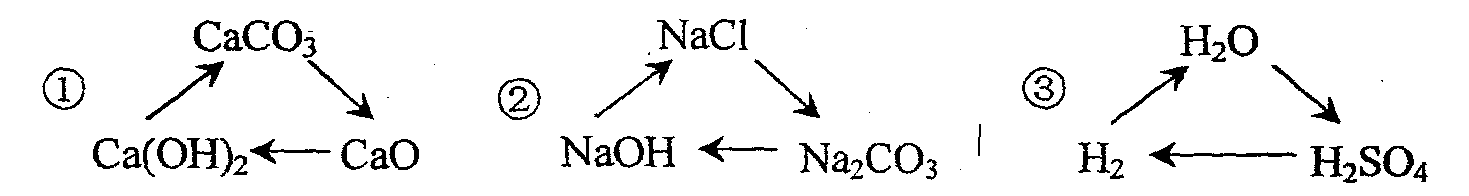 CaCO₃ NaCl H₂O
① ② ③
Ca(OH)₂ ← CaO NaOH ← Na₂CO₃ H₂ ← H₂SO₄